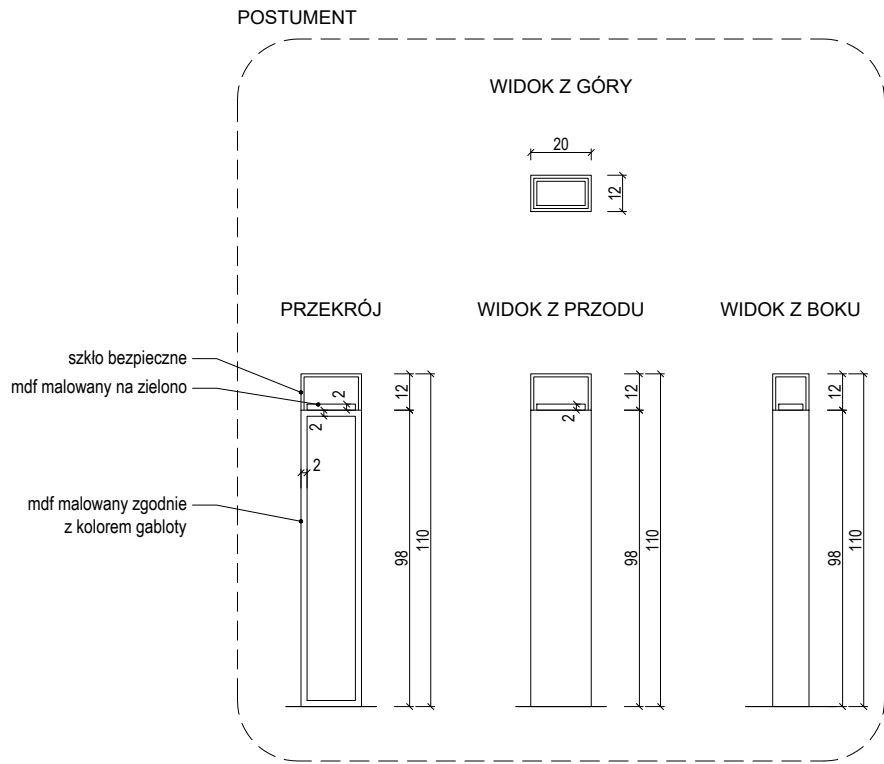 POSTUMENT
WIDOK Z GÓRY
20
12
PRZEKRÓJ
WIDOK Z PRZODU
WIDOK Z BOKU
szkło bezpieczne
mdf malowany na zielono
2
2
2
12
98
110
2
12
98
110
12
98
110
mdf malowany zgodnie
z kolorem gabloty